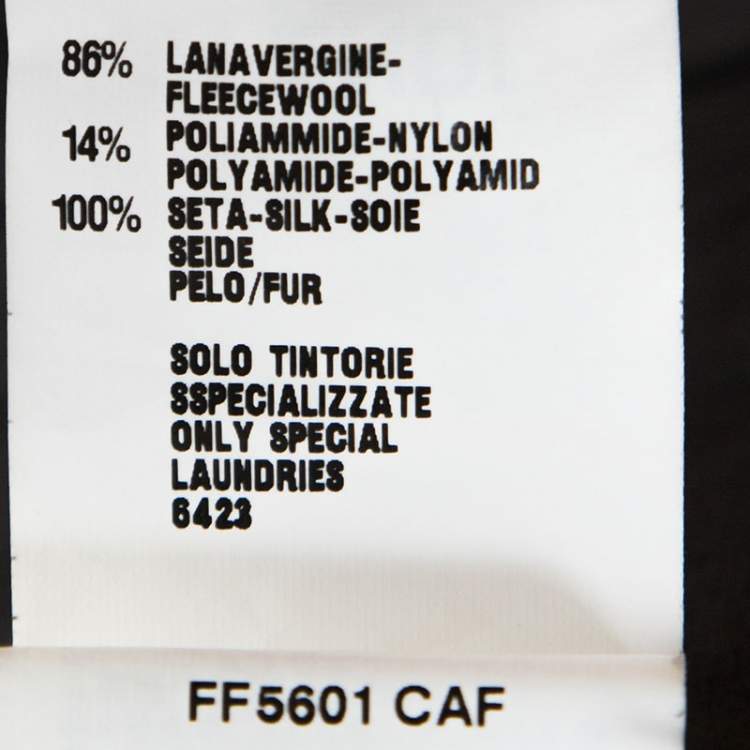 86% LANAVERGINE-
FLEECEWOOL
14% POLIAMMIDE-NYLON
POLYAMIDE-POLYAMID
100% SETA-SILK-SOIE
SEIDE
PELO/FUR
SOLO TINTORIE
SSPECIALIZZATE
ONLY SPECIAL
LAUNDRIES
6423
FF5601 CAF